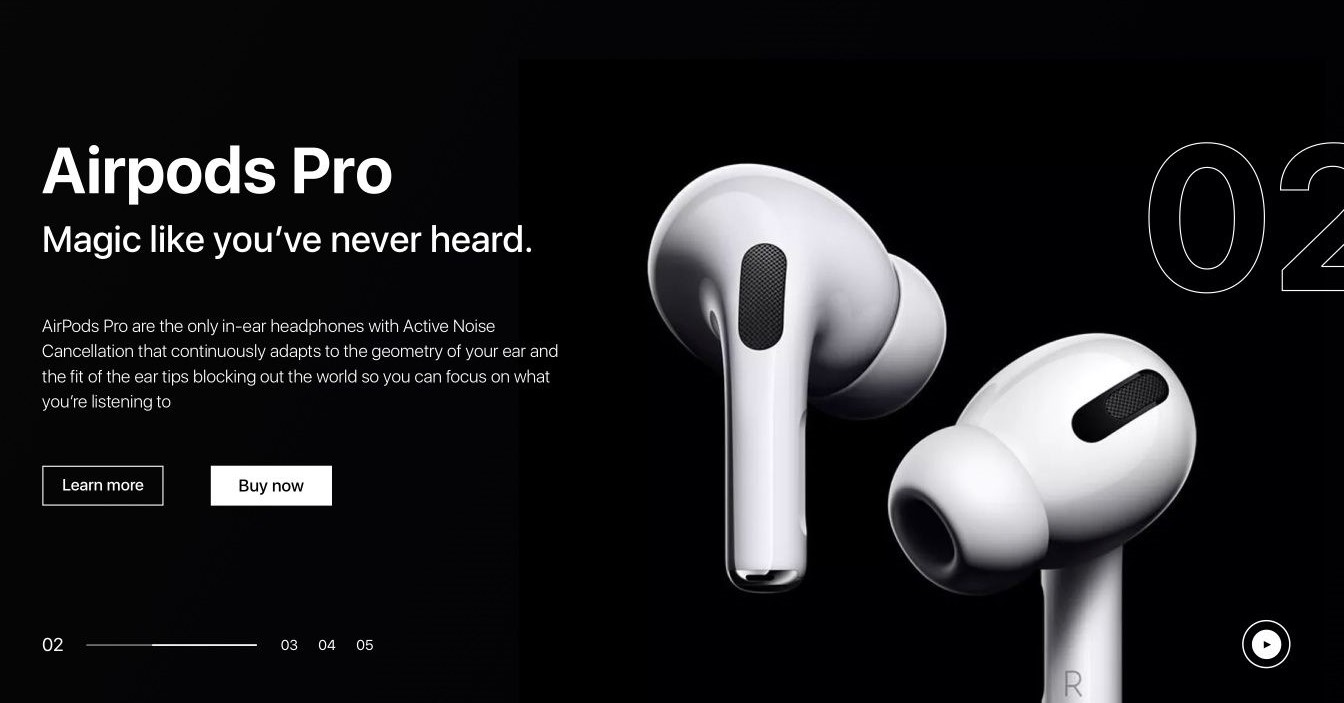 Airpods Pro
Magic like you’ve never heard.
02
AirPods Pro are the only in-ear headphones with Active Noise
Cancellation that continuously adapts to the geometry of your ear and
the fit of the ear tips blocking out the world so you can focus on what
you’re listening to
Learn more
Buy now
02
03
04
05
R